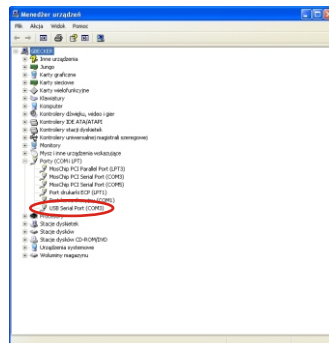 Menedżer urządzeń
Plik Akcja Widok Pomoc
Inne urządzenia
Jungo
Karty graficzne
Karty sieciowe
Karty wielofunkcyjne
Klawiatury
Komputer
Kontrolery dźwięku, wideo i gier
Kontrolery IDE ATA/ATAPI
Kontrolery stacji dyskietek
Kontrolery uniwersalnej magistrali szeregowej
Monitory
Mysz i inne urządzenia wskazujące
Porty (COM i LPT)
MosChip PCI Parallel Port (LPT3)
MosChip PCI Serial Port (COM3)
MosChip PCI Serial Port (COM5)
Port drukarki ECP (LPT1)
(COM1)
USB Serial Port (COM8)
Procesory
Stacje dyskietek
Stacje dysków
Stacje dysków CD-ROM/DVD
Urządzenia systemowe
Woluminy magazynu